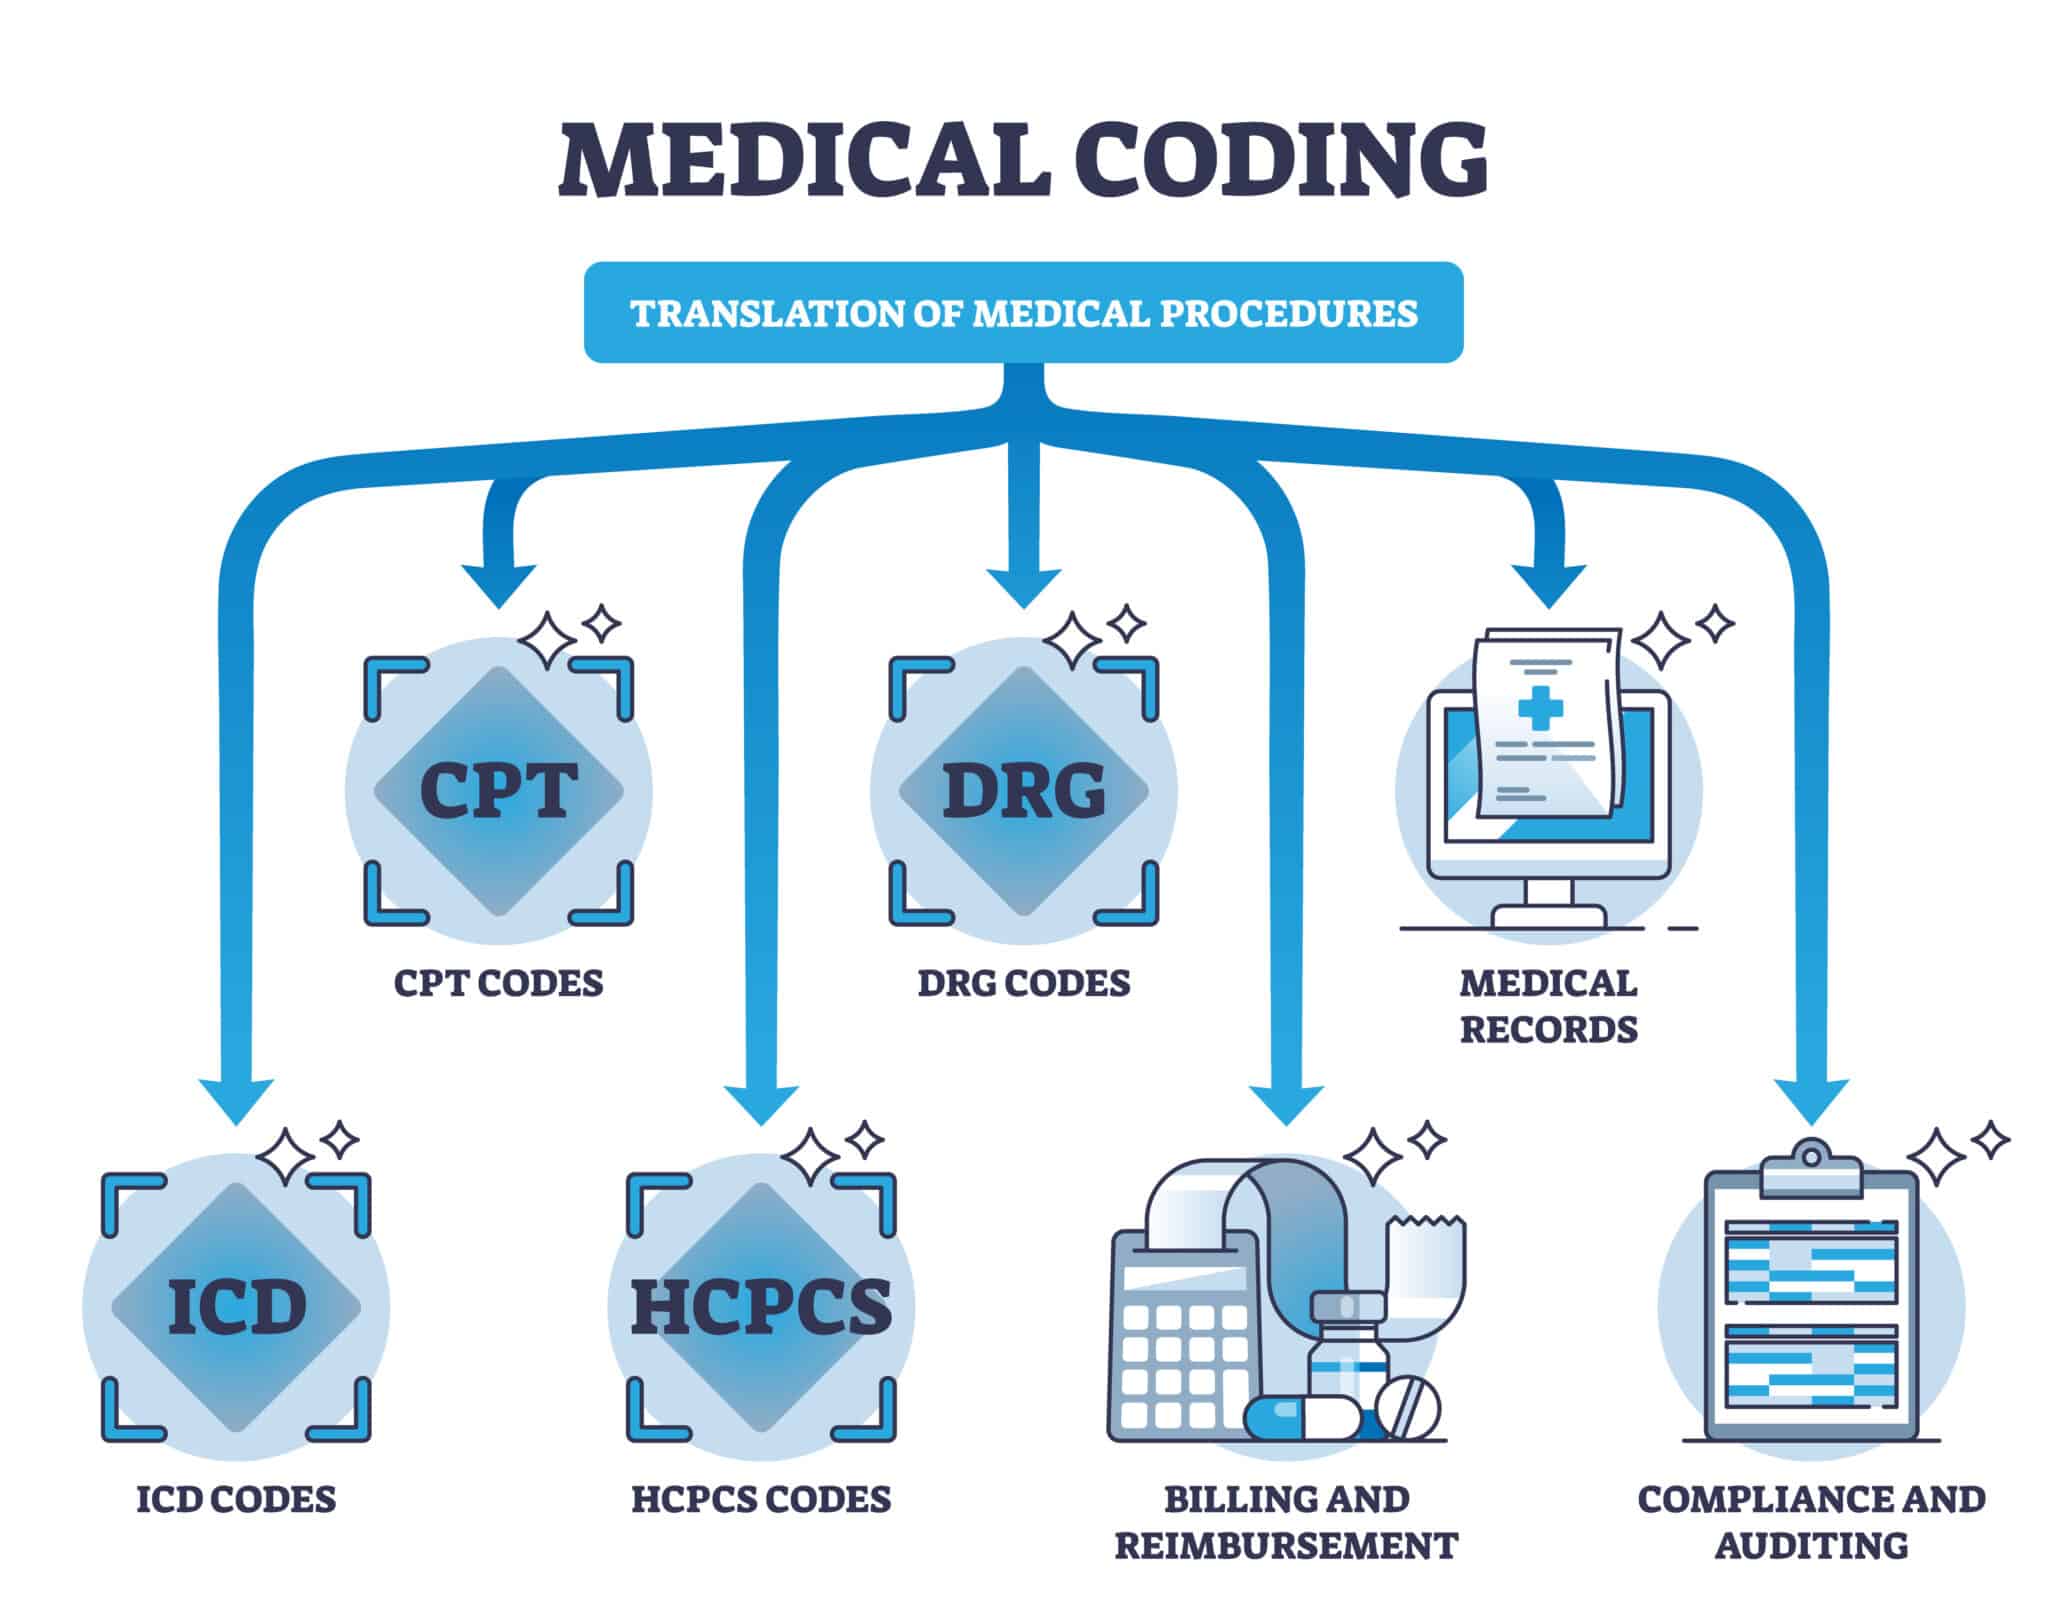 MEDICAL CODING
TRANSLATION OF MEDICAL PROCEDURES
CPT
DRG
CPT CODES
DRG CODES
MEDICAL
RECORDS
ICD
HCPCS
ICD CODES
HCPCS CODES
BILLING AND
REIMBURSEMENT
COMPLIANCE AND
AUDITING